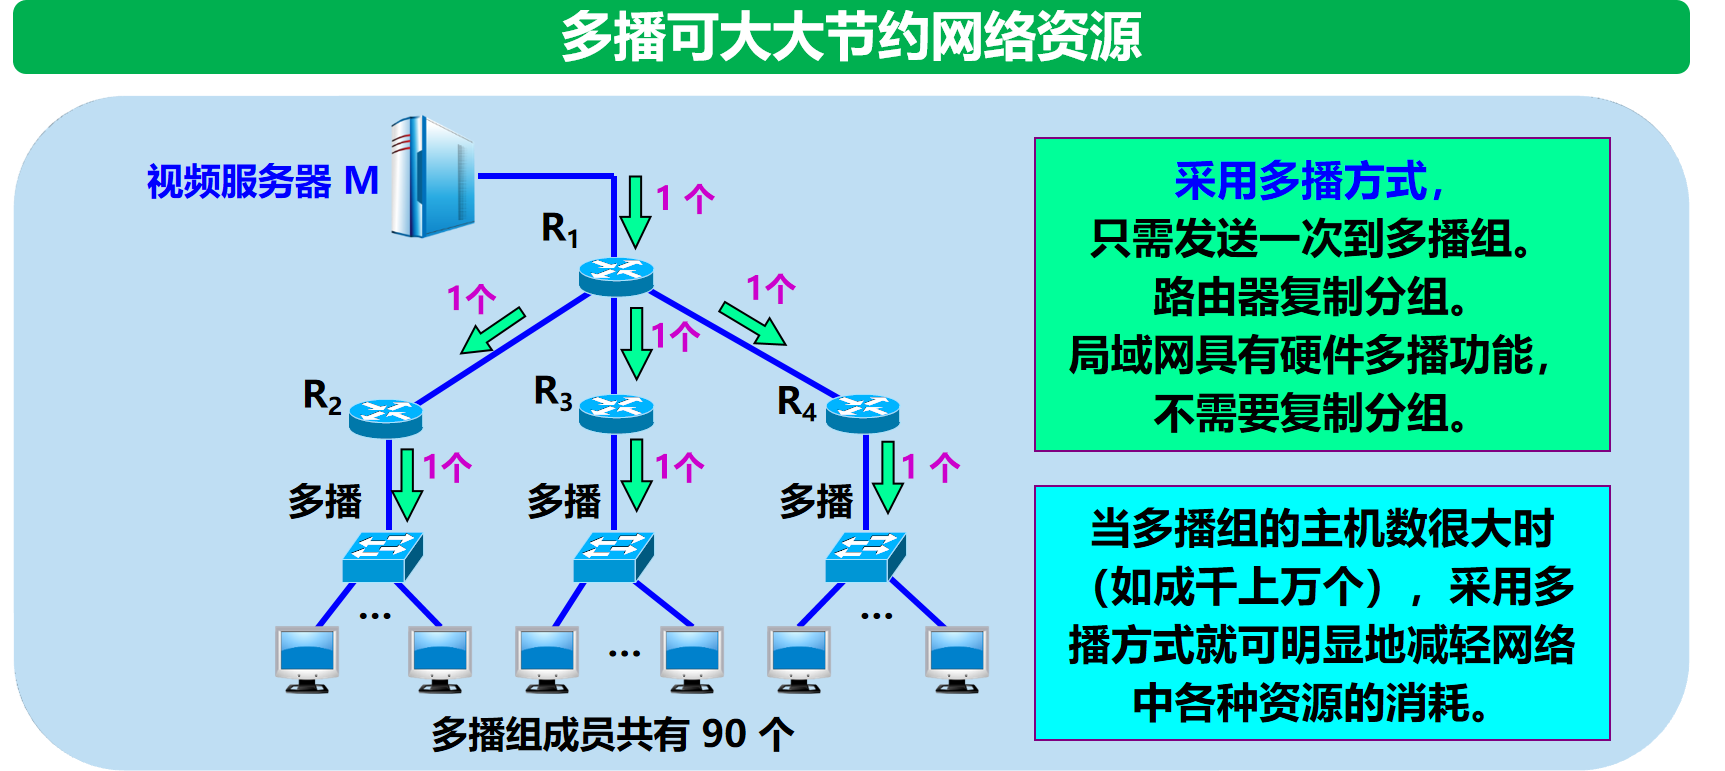 多播可大大节约网络资源
视频服务器 M
1 个
R1
1个
1个
1个
R2
R3
R4
1个
1个
1 个
多播
多播
多播
...
...
...
多播组成员共有 90 个
采用多播方式，
只需发送一次到多播组。
路由器复制分组。
局域网具有硬件多播功能，
不需要复制分组。
当多播组的主机数很大时
（如成千上万个），采用多
播方式就可明显地减轻网络
中各种资源的消耗。